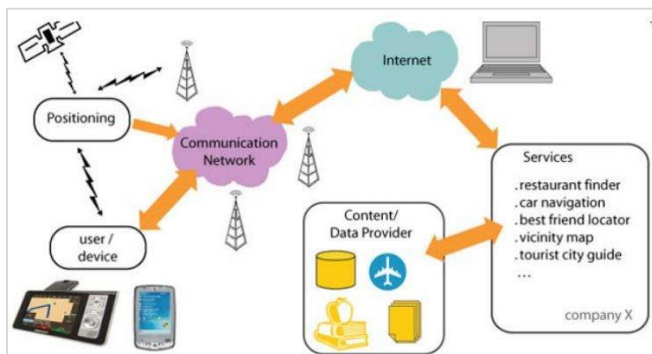 Internet
Positioning
Communication
Network
Services
.restaurant finder
.car navigation
.best friend locator
.vicinity map
.tourist city guide
...
company X
Content/
Data Provider
user /
device